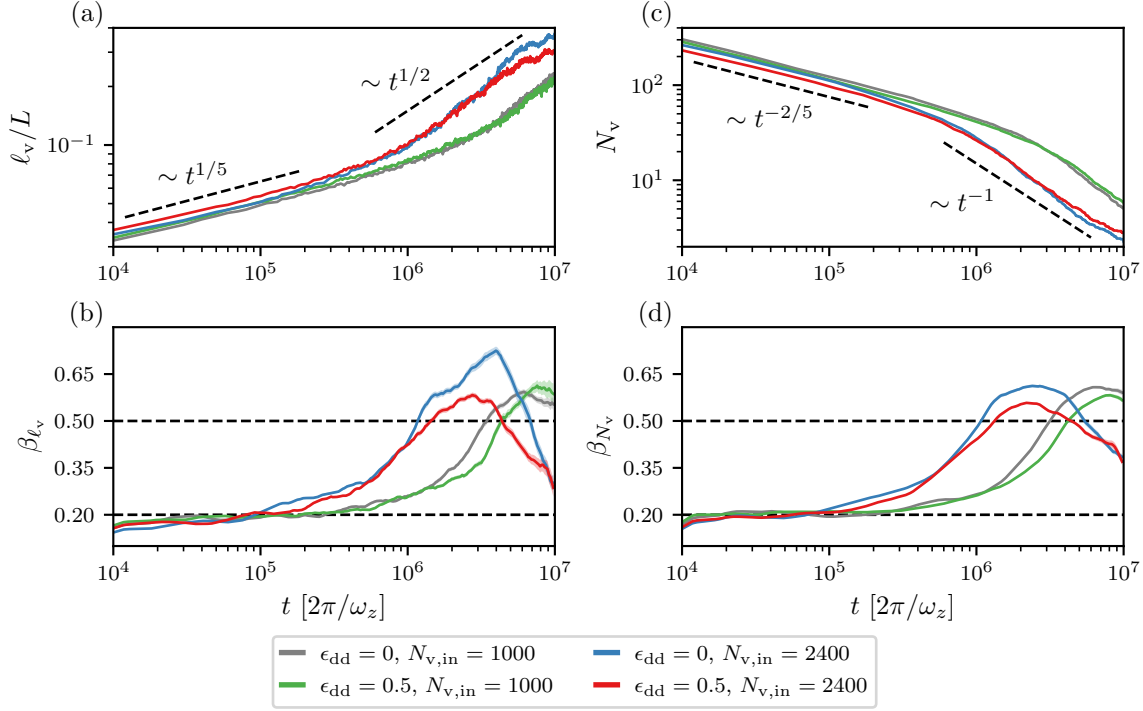 (a)
ℓ_v/L
10^{-1}
∼ t^{1/5}
∼ t^{1/2}
10^4 10^5 10^6 10^7
(c)
N_v
10^2
10^1
∼ t^{-2/5}
∼ t^{-1}
10^4 10^5 10^6 10^7
(b)
β_{ℓ_v}
0.65
0.50
0.35
0.20
10^4 10^5 10^6 10^7
t [2π/ω_z]
(d)
β_{N_v}
0.65
0.50
0.35
0.20
10^4 10^5 10^6 10^7
t [2π/ω_z]
ϵ_dd = 0, N_{v,in} = 1000
ϵ_dd = 0.5, N_{v,in} = 1000
ϵ_dd = 0, N_{v,in} = 2400
ϵ_dd = 0.5, N_{v,in} = 2400